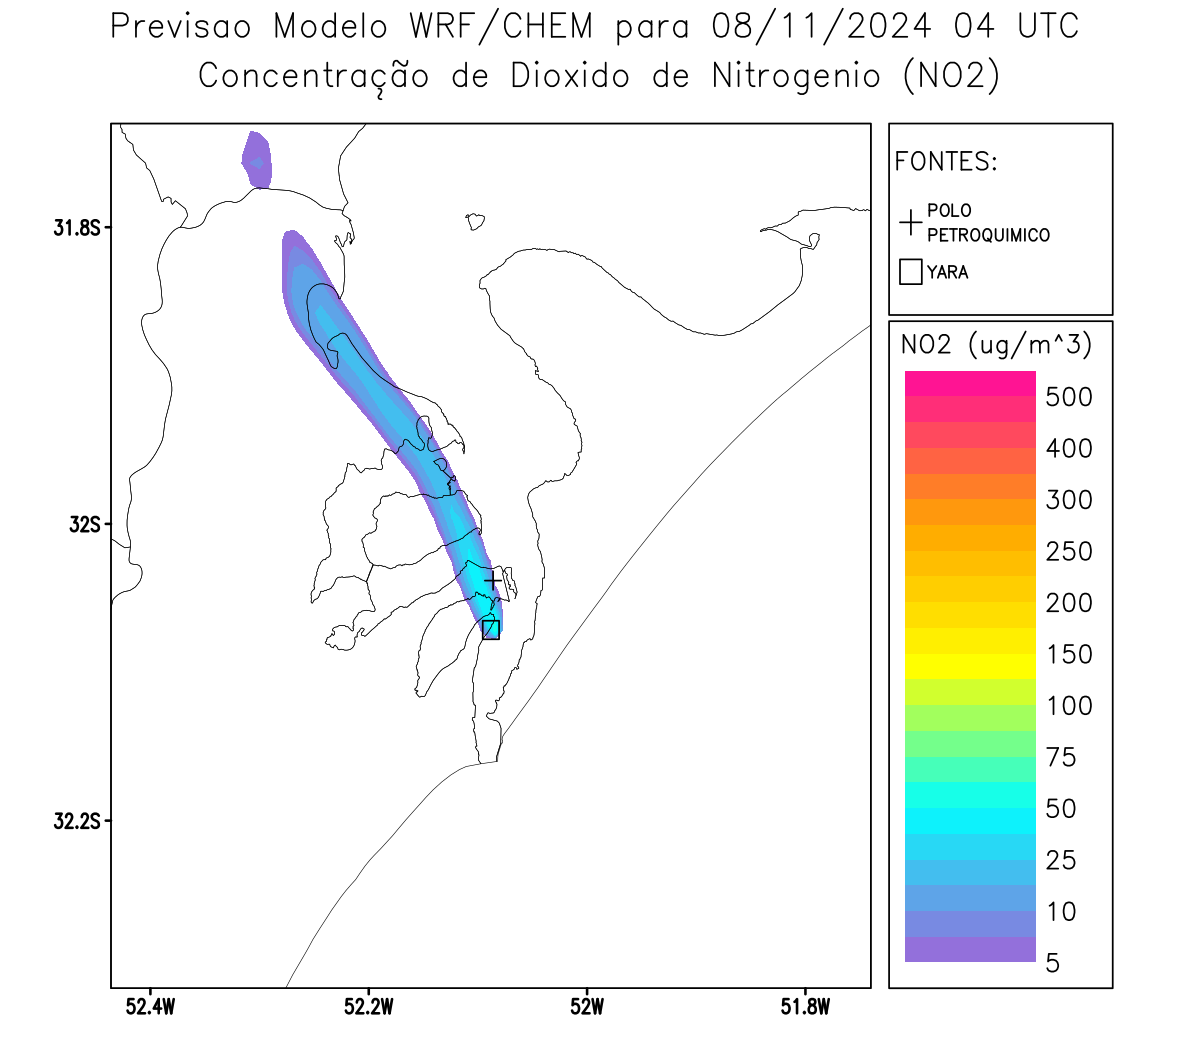 Previsao Modelo WRF/CHEM para 08/11/2024 04 UTC
Concentração de Dioxido de Nitrogenio (NO2)
FONTES:
POLO
PETROQUIMICO
YARA
NO2 (ug/m^3)
500
400
300
250
200
150
100
75
50
25
10
5
31.8S
32S
32.2S
52.4W
52.2W
52W
51.8W